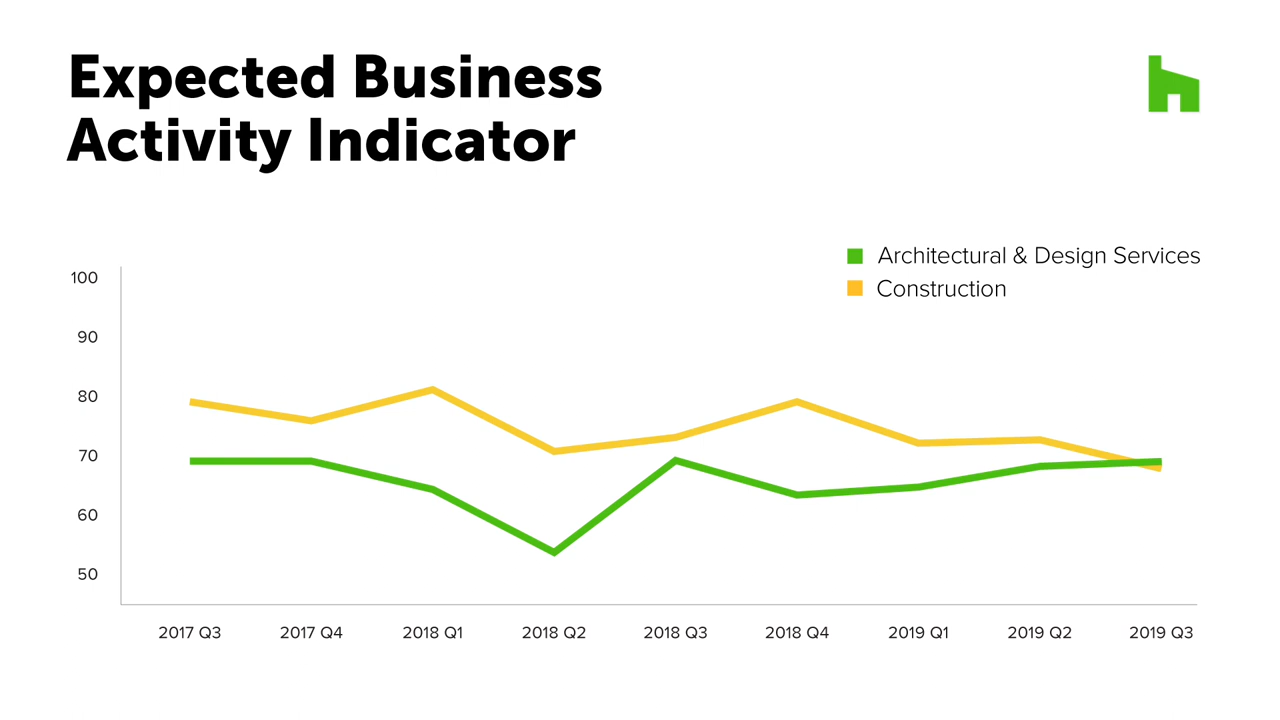 Expected Business
Activity Indicator
Architectural & Design Services
Construction
100
90
80
70
60
50
2017 Q3 2017 Q4 2018 Q1 2018 Q2 2018 Q3 2018 Q4 2019 Q1 2019 Q2 2019 Q3